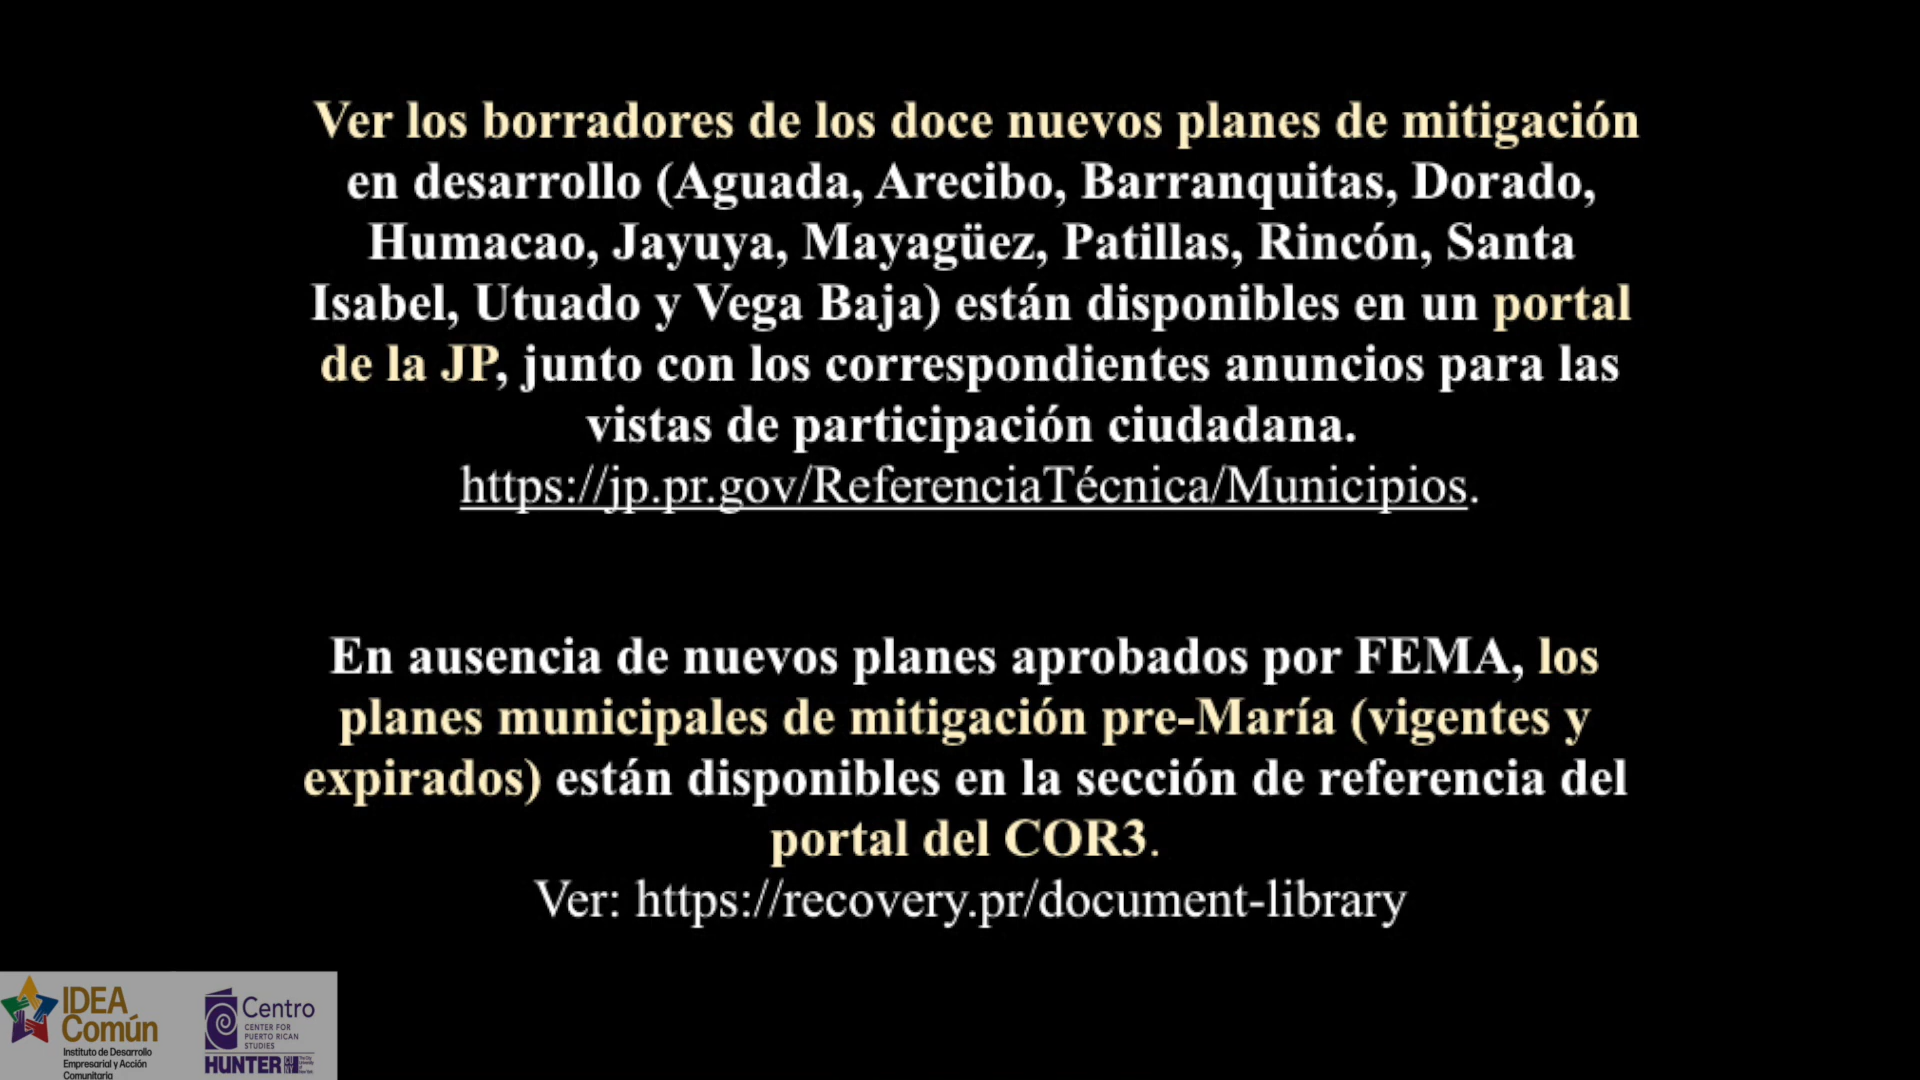 Ver los borradores de los doce nuevos planes de mitigación
en desarrollo (Aguada, Arecibo, Barranquitas, Dorado,
Humacao, Jayuya, Mayagüez, Patillas, Rincón, Santa
Isabel, Utuado y Vega Baja) están disponibles en un portal
de la JP, junto con los correspondientes anuncios para las
vistas de participación ciudadana.
https://jp.pr.gov/ReferenciaTécnica/Municipios.
En ausencia de nuevos planes aprobados por FEMA, los
planes municipales de mitigación pre-María (vigentes y
expirados) están disponibles en la sección de referencia del
portal del COR3.
Ver: https://recovery.pr/document-library
IDEA
Común
Instituto de Desarrollo
Empresarial y Acción
Comunitaria
Centro
CENTER FOR
PUERTO RICAN
STUDIES
HUNTER